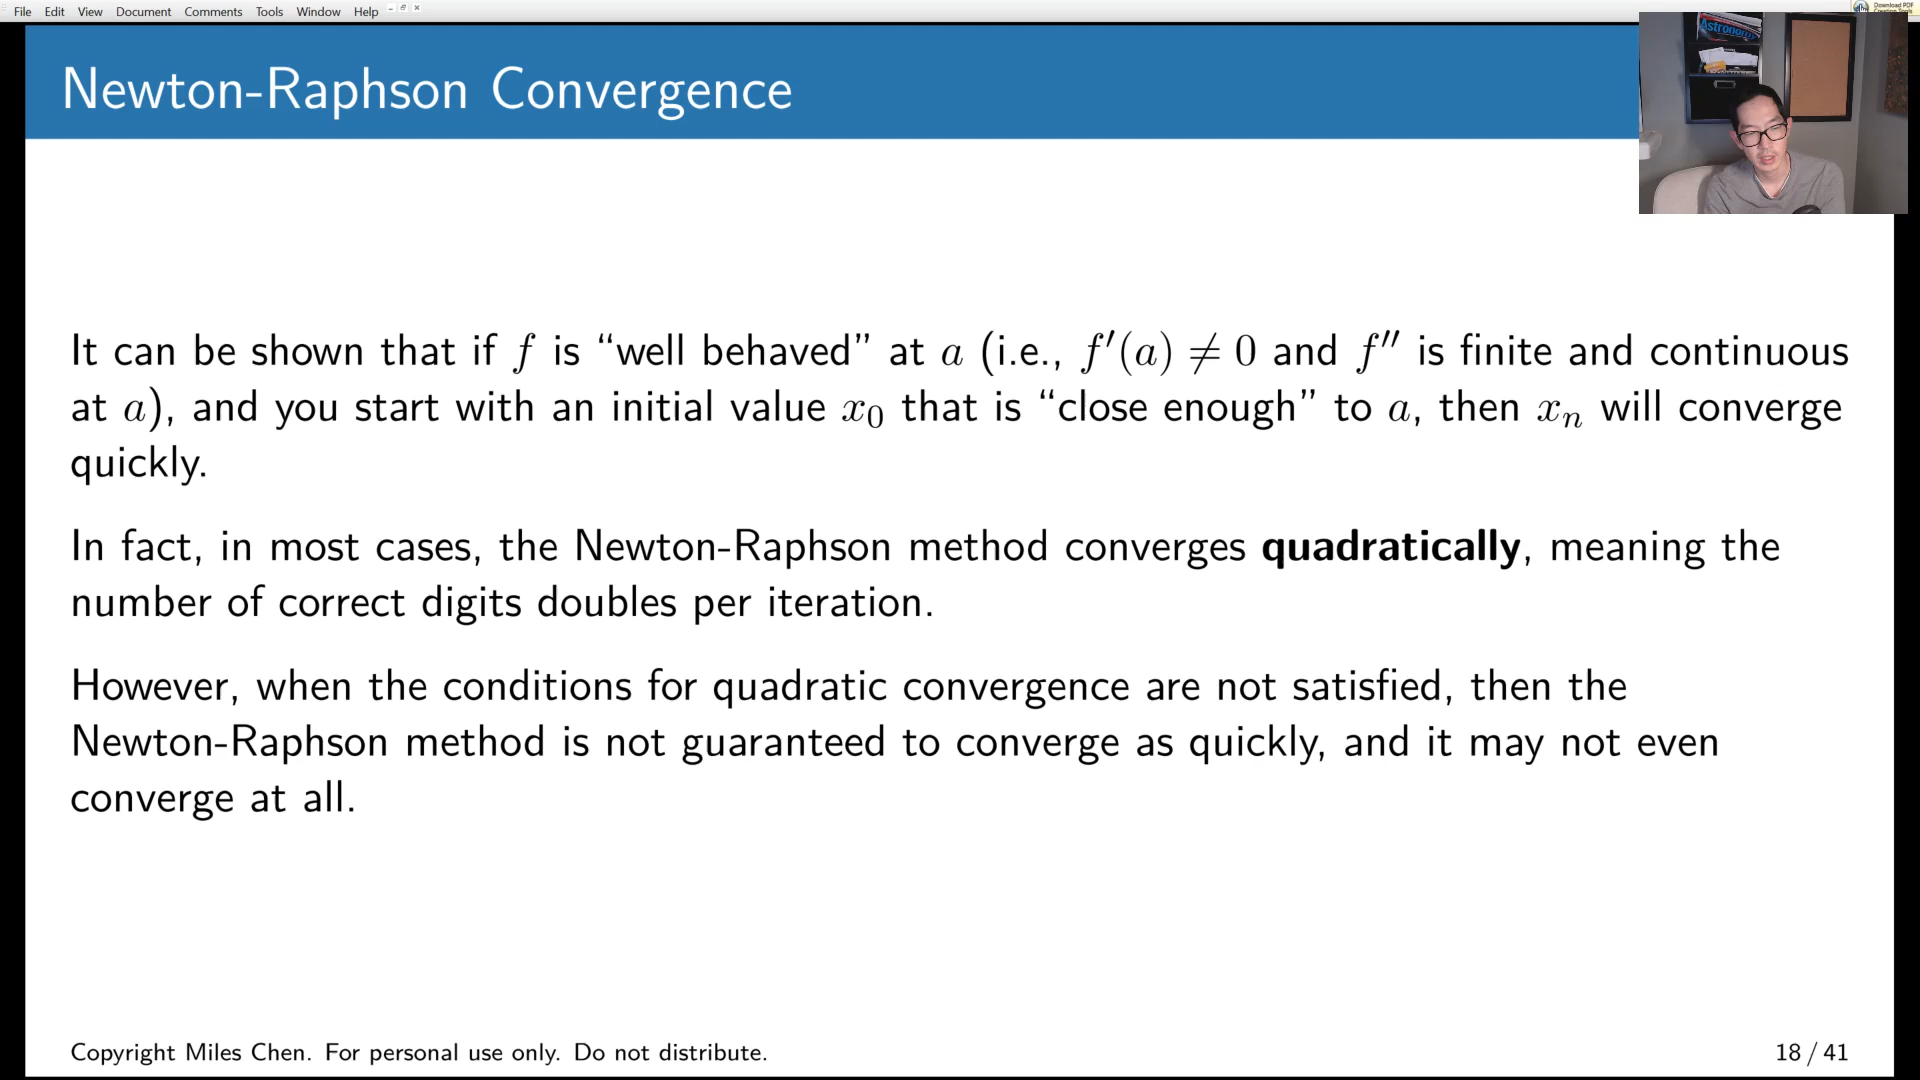 File Edit View Document Comments Tools Window Help
Download PDF
Creation Tools
Newton-Raphson Convergence
Astronomy
It can be shown that if f is “well behaved” at a (i.e., f′(a) ≠ 0 and f″ is finite and continuous
at a), and you start with an initial value x₀ that is “close enough” to a, then xₙ will converge
quickly.
In fact, in most cases, the Newton-Raphson method converges quadratically, meaning the
number of correct digits doubles per iteration.
However, when the conditions for quadratic convergence are not satisfied, then the
Newton-Raphson method is not guaranteed to converge as quickly, and it may not even
converge at all.
Copyright Miles Chen. For personal use only. Do not distribute.
18 / 41